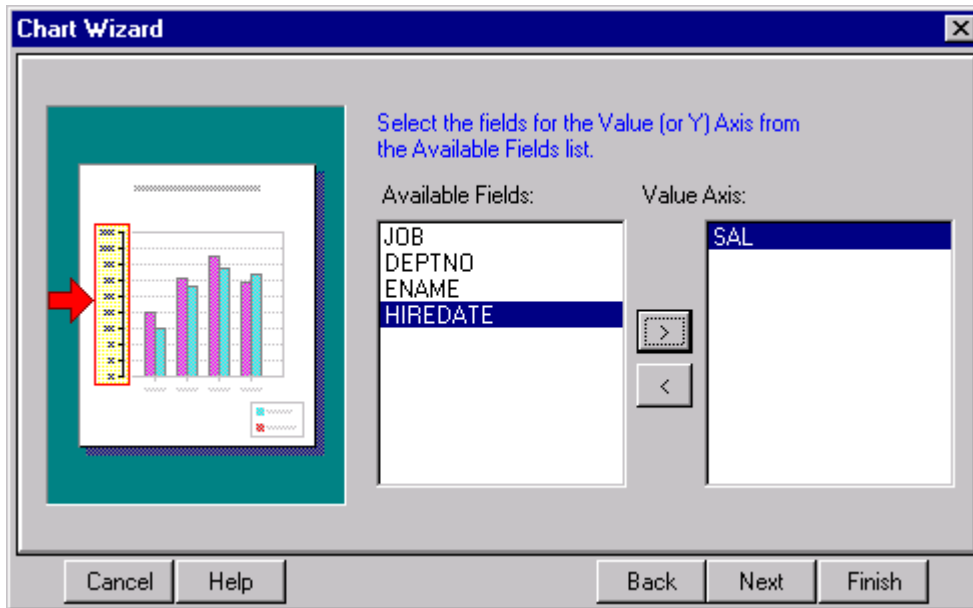 Chart Wizard
Select the fields for the Value (or Y) Axis from
the Available Fields list.
Available Fields:
Value Axis:
JOB
DEPTNO
ENAME
HIREDATE
SAL
>
<
Cancel
Help
Back
Next
Finish